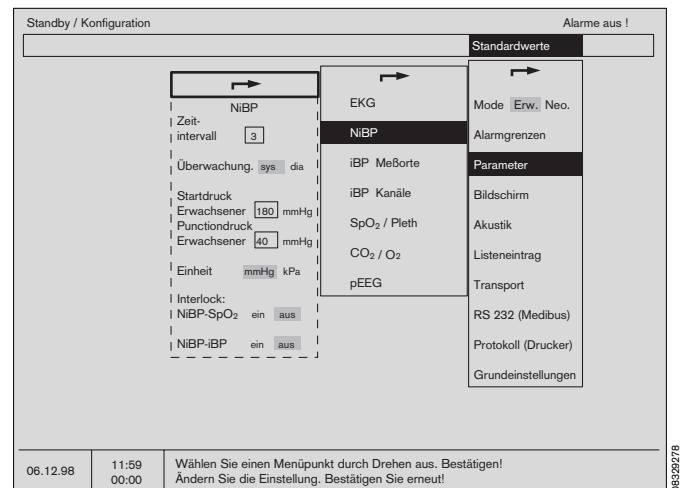 Standby / Konfiguration
Alarme aus !
Standardwerte
NiBP
Zeit-
intervall 3
Überwachung. sys dia
Startdruck
Erwachsener 180 mmHg
Punctiondruck
Erwachsener 40 mmHg
Einheit mmHg kPa
Interlock:
NiBP-SpO₂ ein aus
NiBP-iBP ein aus
EKG
NiBP
iBP Meßorte
iBP Kanäle
SpO₂ / Pleth
CO₂ / O₂
pEEG
Mode Erw. Neo.
Alarmgrenzen
Parameter
Bildschirm
Akustik
Listeneintrag
Transport
RS 232 (Medibus)
Protokoll (Drucker)
Grundeinstellungen
06.12.98
11:59
00:00
Wählen Sie einen Menüpunkt durch Drehen aus. Bestätigen!
Ändern Sie die Einstellung. Bestätigen Sie erneut!
08329278